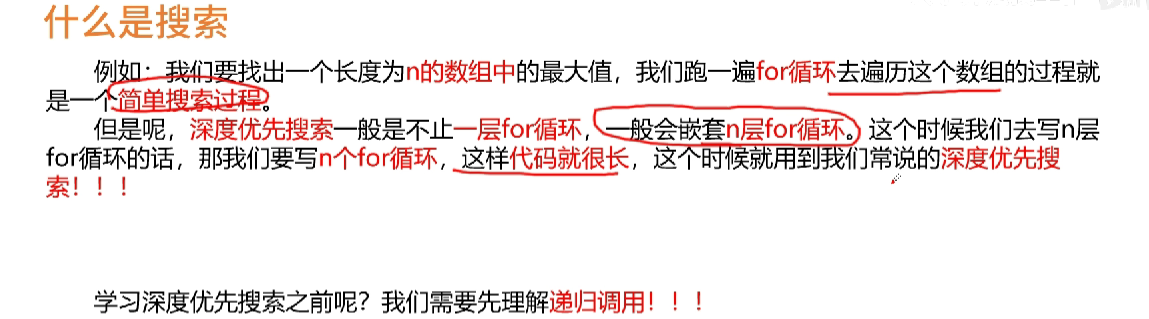 什么是搜索
例如：我们要找出一个长度为n的数组中的最大值，我们跑一遍for循环去遍历这个数组的过程就
是一个简单搜索过程。
但是呢，深度优先搜索一般是不止一层for循环，一般会嵌套n层for循环。这个时候我们去写n层
for循环的话，那我们要写n个for循环，这样代码就很长，这个时候就用到我们常说的深度优先搜
索！！！
学习深度优先搜索之前呢？我们需要先理解递归调用！！！